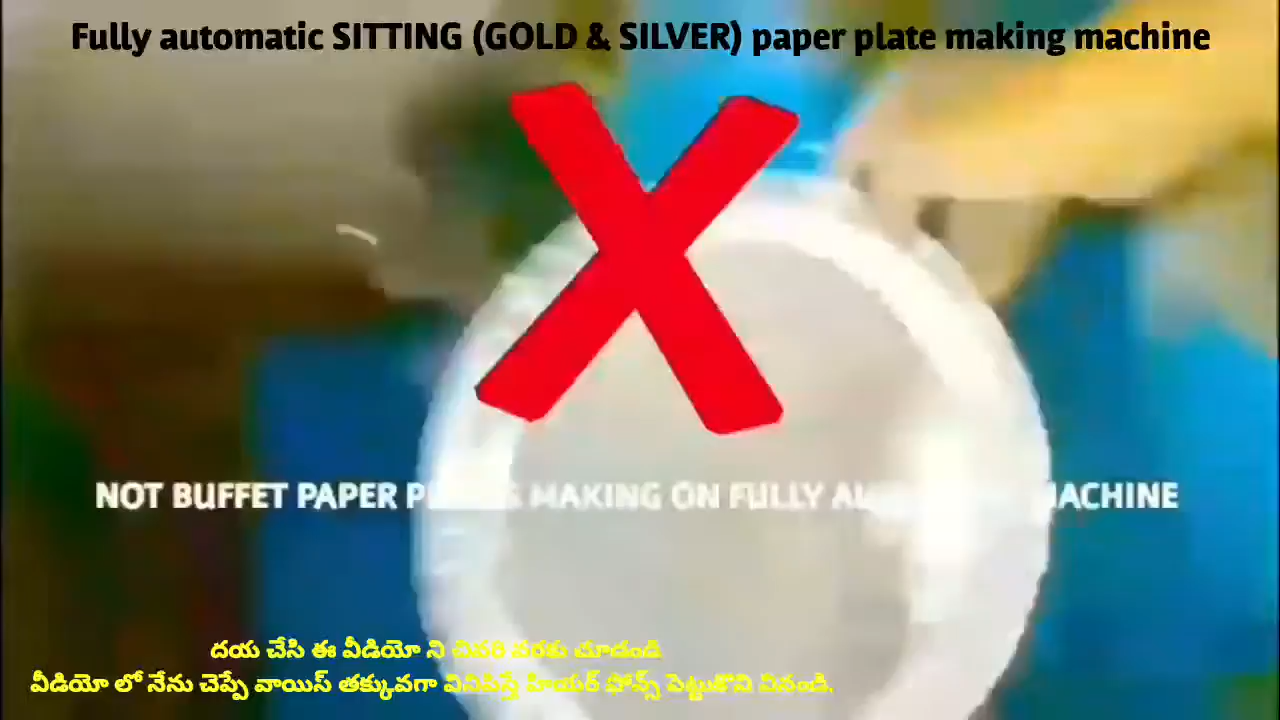 Fully automatic SITTING (GOLD & SILVER) paper plate making machine
NOT BUFFET PAPER MAKING ON FULLY MACHINE
దయ చేసి ఈ వీడియో ని చివరి వరకు చూడండి
వీడియో లో నేను చెప్పే వాయిస్ తక్కువగా వినిపిస్తే హియర్ ఫోన్స్ పెట్టుకొని వినండి.